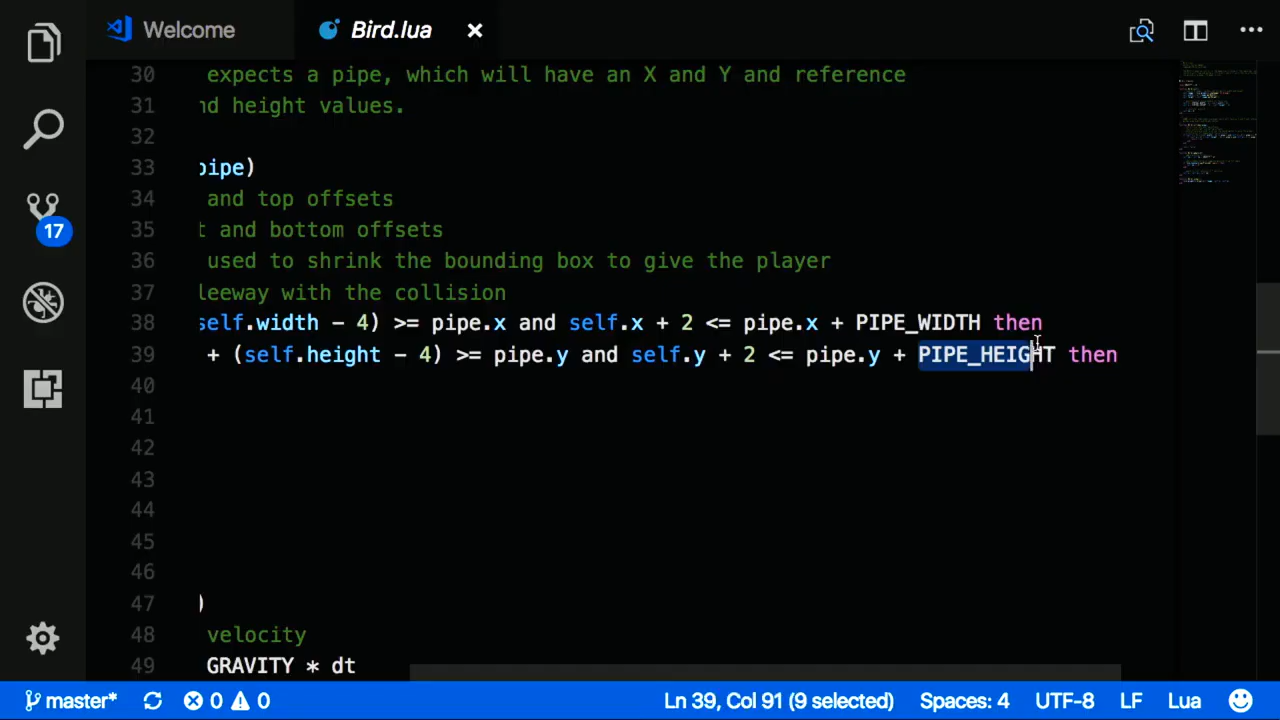 Welcome
Bird.lua
30 expects a pipe, which will have an X and Y and reference
31 nd height values.
32
33 pipe)
34 and top offsets
35 t and bottom offsets
36 used to shrink the bounding box to give the player
37 leeway with the collision
38 self.width - 4) >= pipe.x and self.x + 2 <= pipe.x + PIPE_WIDTH then
39 + (self.height - 4) >= pipe.y and self.y + 2 <= pipe.y + PIPE_HEIGHT then
40
41
42
43
44
45
46
47 )
48 velocity
49 GRAVITY * dt
17
master* 0 0 Ln 39, Col 91 (9 selected) Spaces: 4 UTF-8 LF Lua